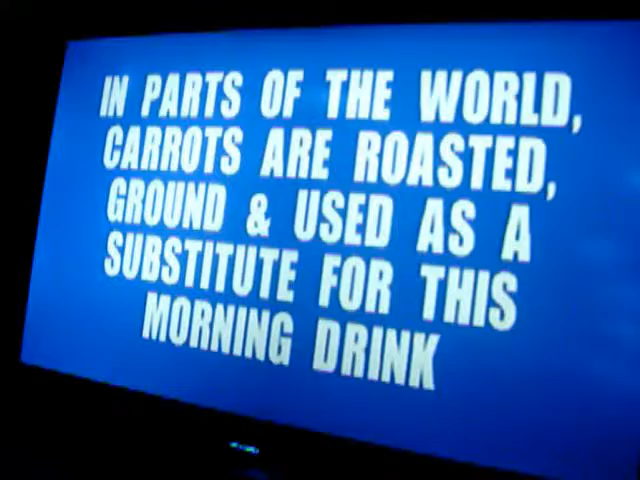 IN PARTS OF THE WORLD,
CARROTS ARE ROASTED,
GROUND & USED AS A
SUBSTITUTE FOR THIS
MORNING DRINK